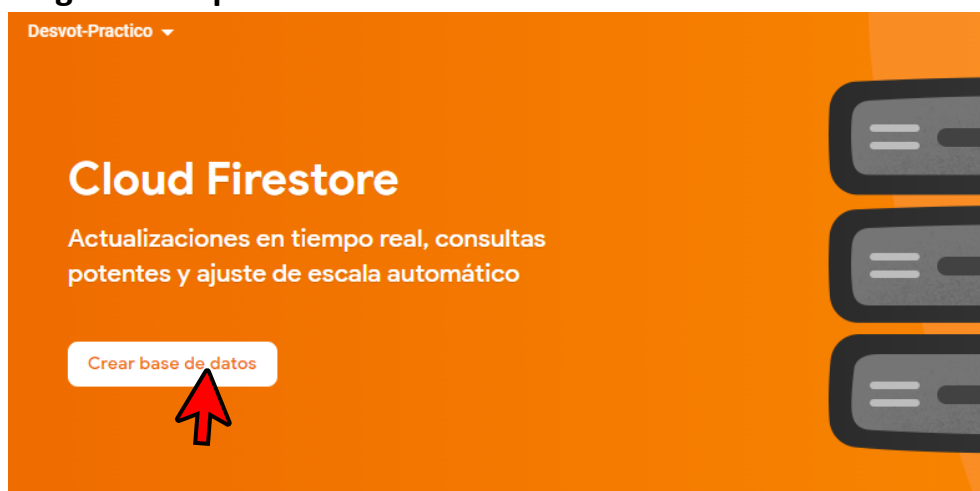 Desvot-Practico
Cloud Firestore
Actualizaciones en tiempo real, consultas
potentes y ajuste de escala automático
Crear base de datos